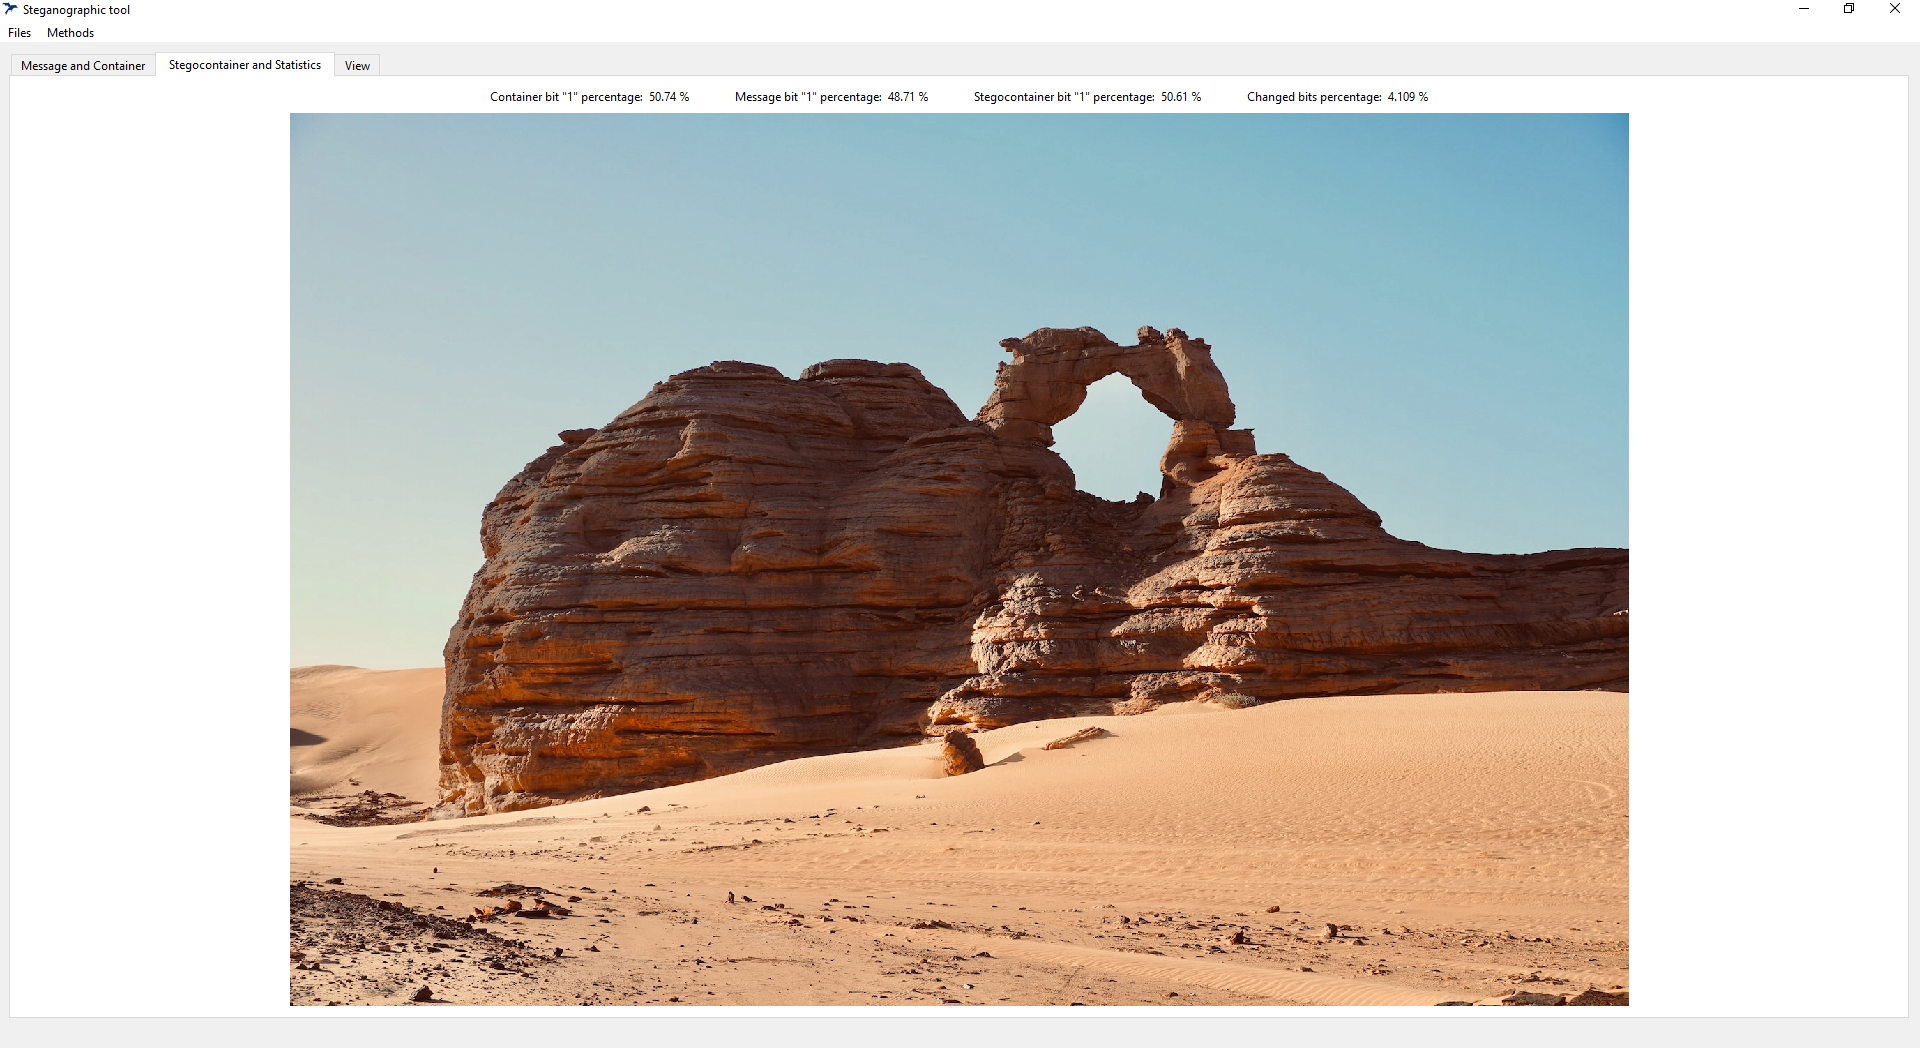 Steganographic tool
Files Methods
Message and Container Stegocontainer and Statistics View
Container bit "1" percentage: 50.74 % Message bit "1" percentage: 48.71 % Stegocontainer bit "1" percentage: 50.61 % Changed bits percentage: 4.109 %